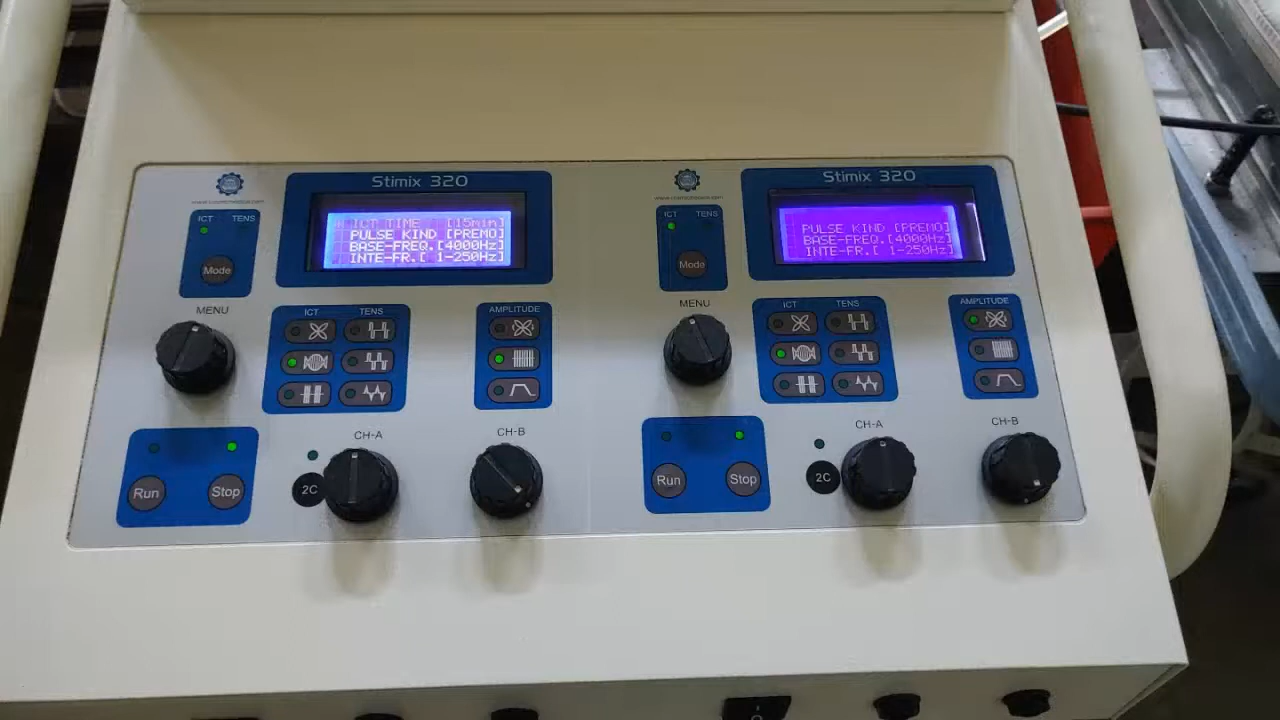 Stimix 320
ICT TENS
ICT TIME [15min]
PULSE KIND [PREMO]
BASE-FREQ.[4000Hz]
INTE-FR.[ 1-250Hz]
Mode
MENU
ICT TENS
AMPLITUDE
CH-A
CH-B
Run
Stop
2C
Stimix 320
ICT TENS
PULSE KIND [PREMO]
BASE-FREQ.[4000Hz]
INTE-FR.[ 1-250Hz]
Mode
MENU
ICT TENS
AMPLITUDE
CH-A
CH-B
Run
Stop
2C